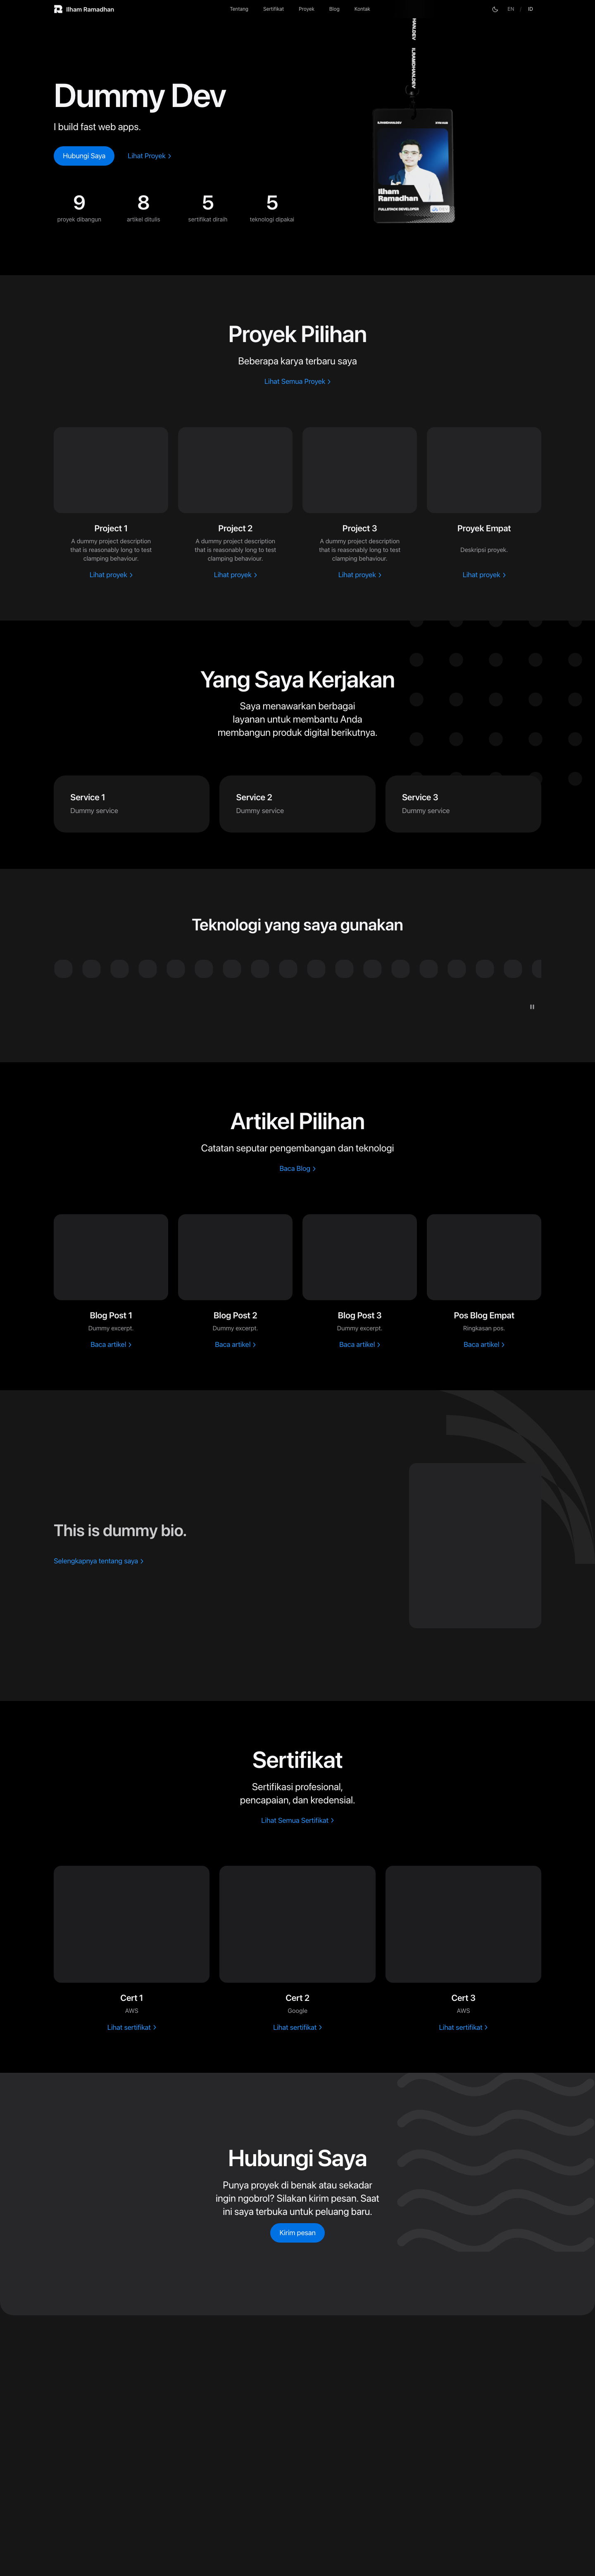 Ilham Ramadhan
Tentang
Sertifikat
Proyek
Blog
Kontak
EN
ID
ILRAMDHAN.DEV
Dummy Dev
I build fast web apps.
Hubungi Saya
Lihat Proyek
9
proyek dibangun
8
artikel ditulis
5
sertifikat diraih
5
teknologi dipakai
Ilham
Ramadhan
FULLSTACK DEVELOPER
Proyek Pilihan
Beberapa karya terbaru saya
Lihat Semua Proyek
Project 1
A dummy project description
that is reasonably long to test
clamping behaviour.
Lihat proyek
Project 2
A dummy project description
that is reasonably long to test
clamping behaviour.
Lihat proyek
Project 3
A dummy project description
that is reasonably long to test
clamping behaviour.
Lihat proyek
Proyek Empat
Deskripsi proyek.
Lihat proyek
Yang Saya Kerjakan
Saya menawarkan berbagai
layanan untuk membantu Anda
membangun produk digital berikutnya.
Service 1
Dummy service
Service 2
Dummy service
Service 3
Dummy service
Teknologi yang saya gunakan
Artikel Pilihan
Catatan seputar pengembangan dan teknologi
Baca Blog
Blog Post 1
Dummy excerpt.
Baca artikel
Blog Post 2
Dummy excerpt.
Baca artikel
Blog Post 3
Dummy excerpt.
Baca artikel
Pos Blog Empat
Ringkasan pos.
Baca artikel
This is dummy bio.
Selengkapnya tentang saya
Sertifikat
Sertifikasi profesional,
pencapaian, dan kredensial.
Lihat Semua Sertifikat
Cert 1
AWS
Lihat sertifikat
Cert 2
Google
Lihat sertifikat
Cert 3
AWS
Lihat sertifikat
Hubungi Saya
Punya proyek di benak atau sekadar
ingin ngobrol? Silakan kirim pesan. Saat
ini saya terbuka untuk peluang baru.
Kirim pesan